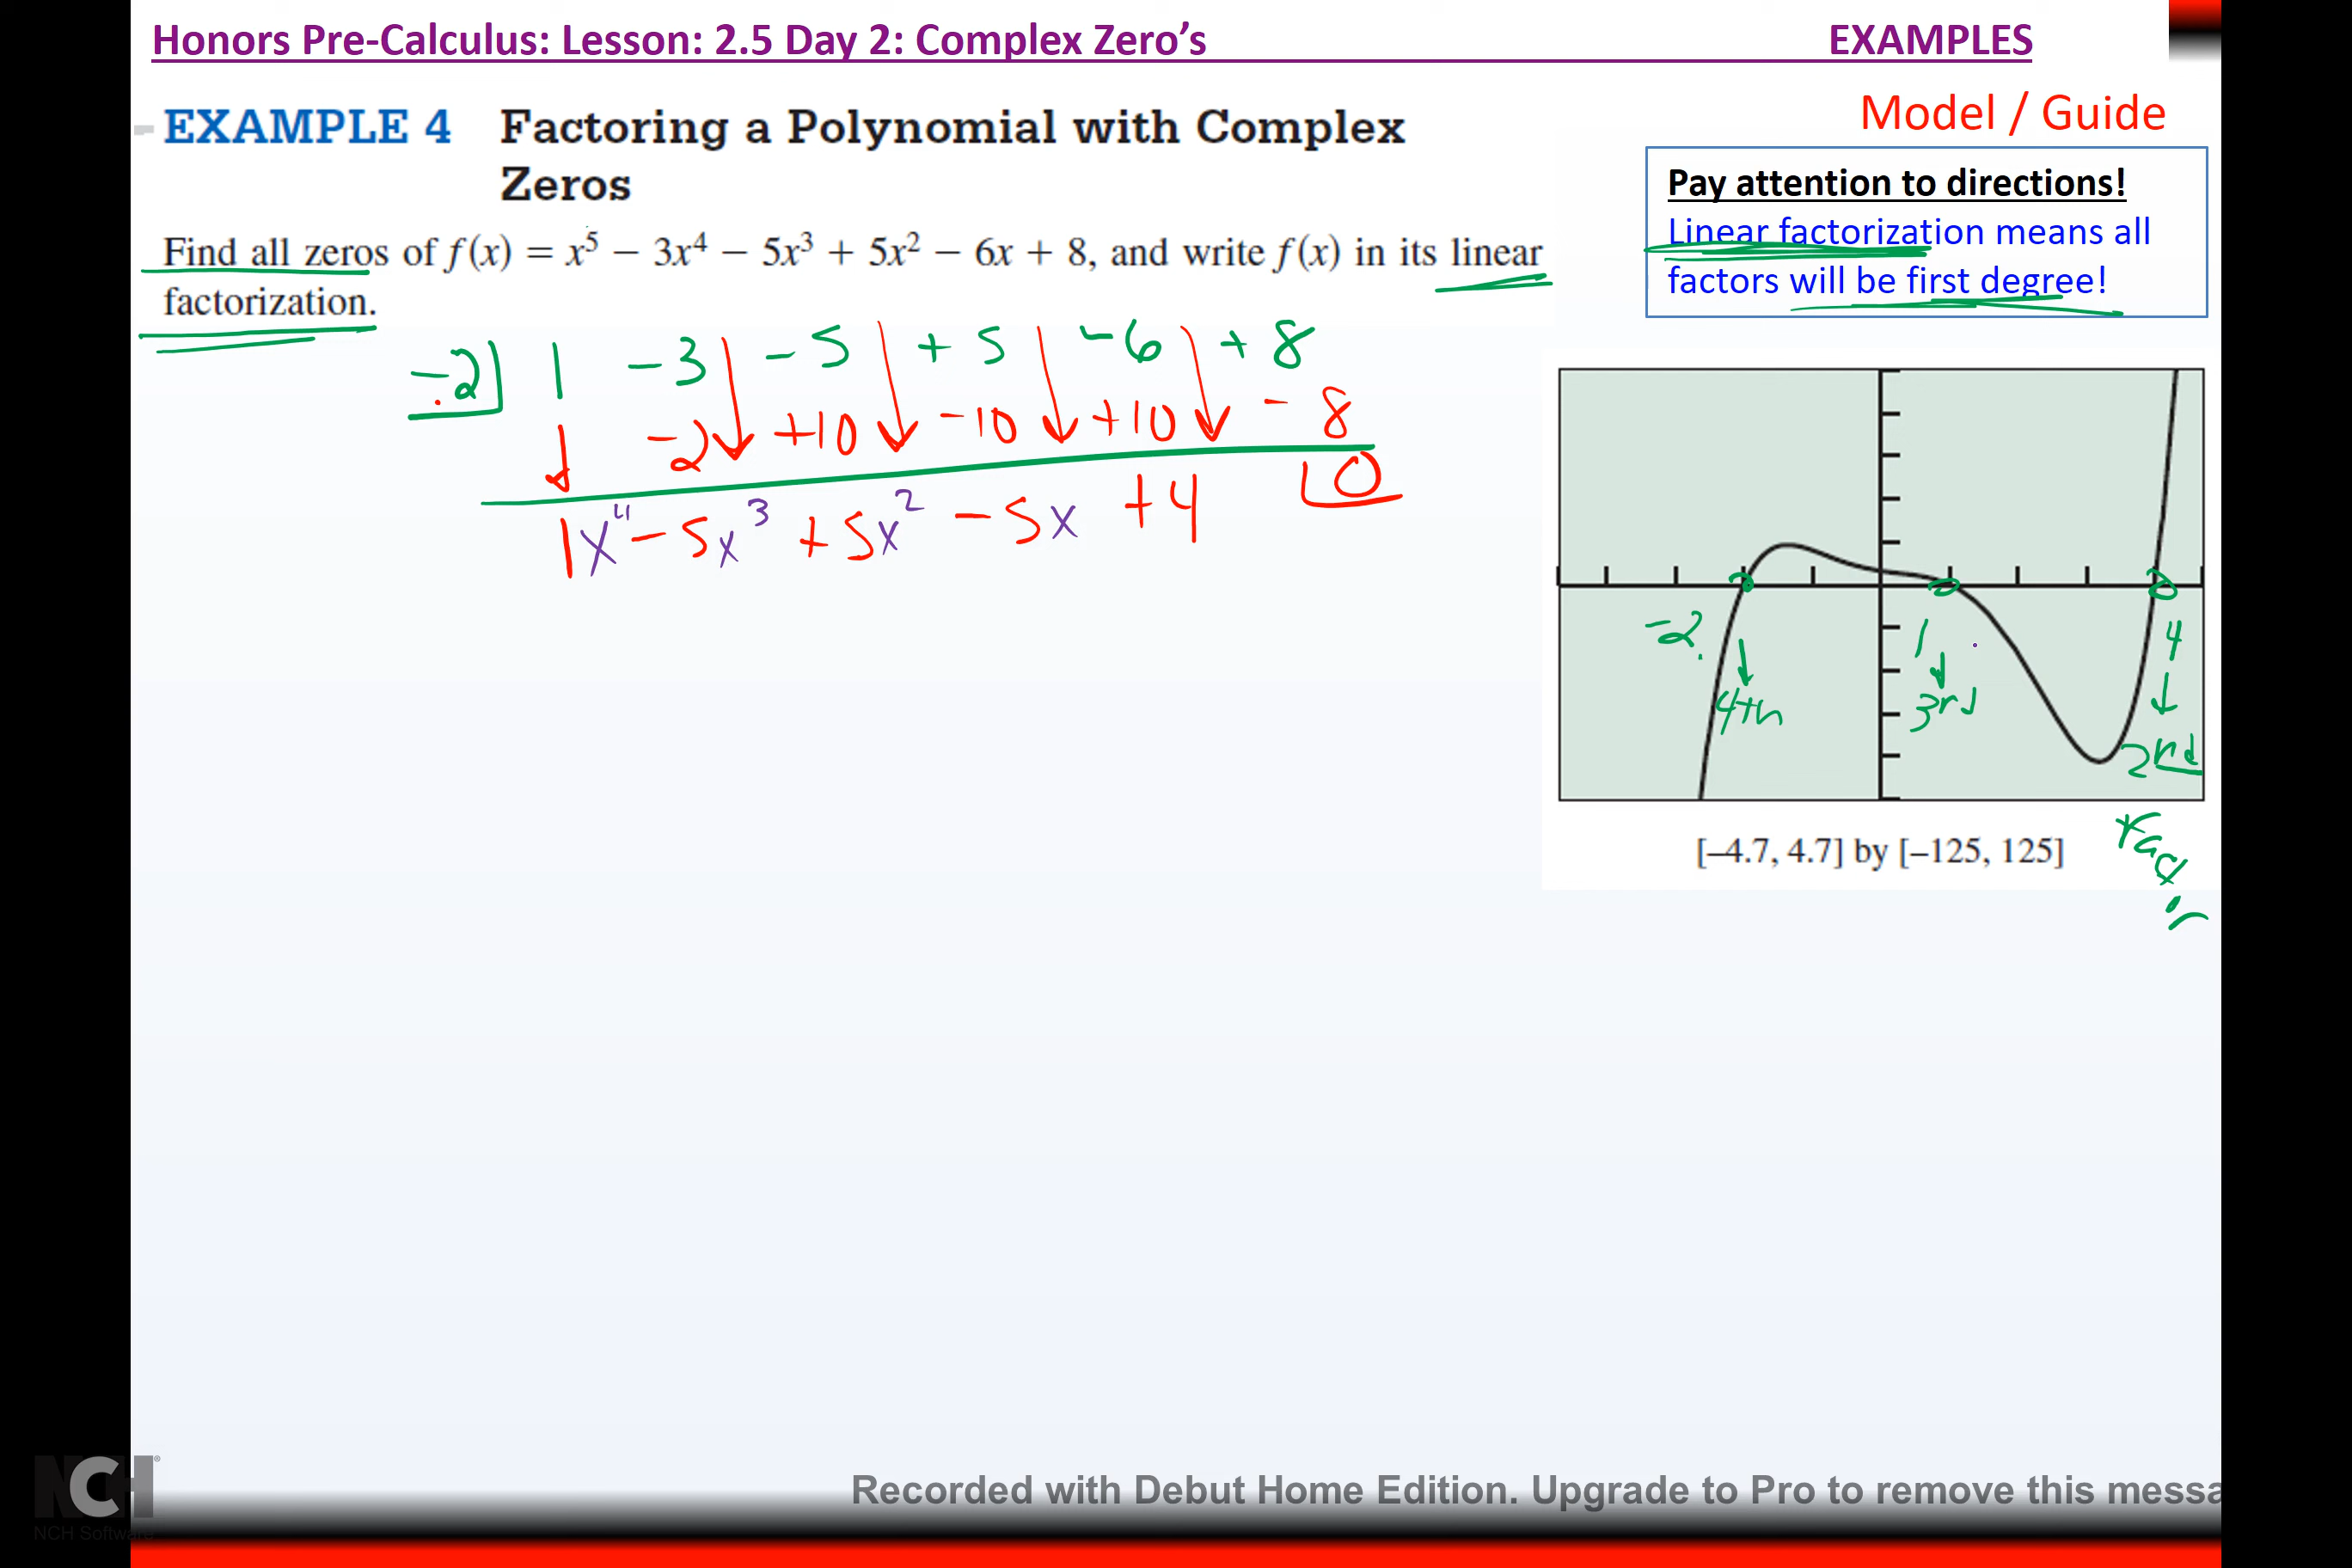 Honors Pre-Calculus: Lesson: 2.5 Day 2: Complex Zero's EXAMPLES
Model / Guide
EXAMPLE 4 Factoring a Polynomial with Complex
Zeros
Pay attention to directions!
Linear factorization means all
factors will be first degree!
Find all zeros of f(x) = x⁵ − 3x⁴ − 5x³ + 5x² − 6x + 8, and write f(x) in its linear
factorization.
-2 1 -3 -5 +5 -6 +8
-2 +10 -10 +10 -8
1x⁴ - 5x³ + 5x² - 5x +4 0
-2 1 4
4th 3rd 2nd
[–4.7, 4.7] by [–125, 125]
Factor
Recorded with Debut Home Edition. Upgrade to Pro to remove this messa
NCH®
NCH Software